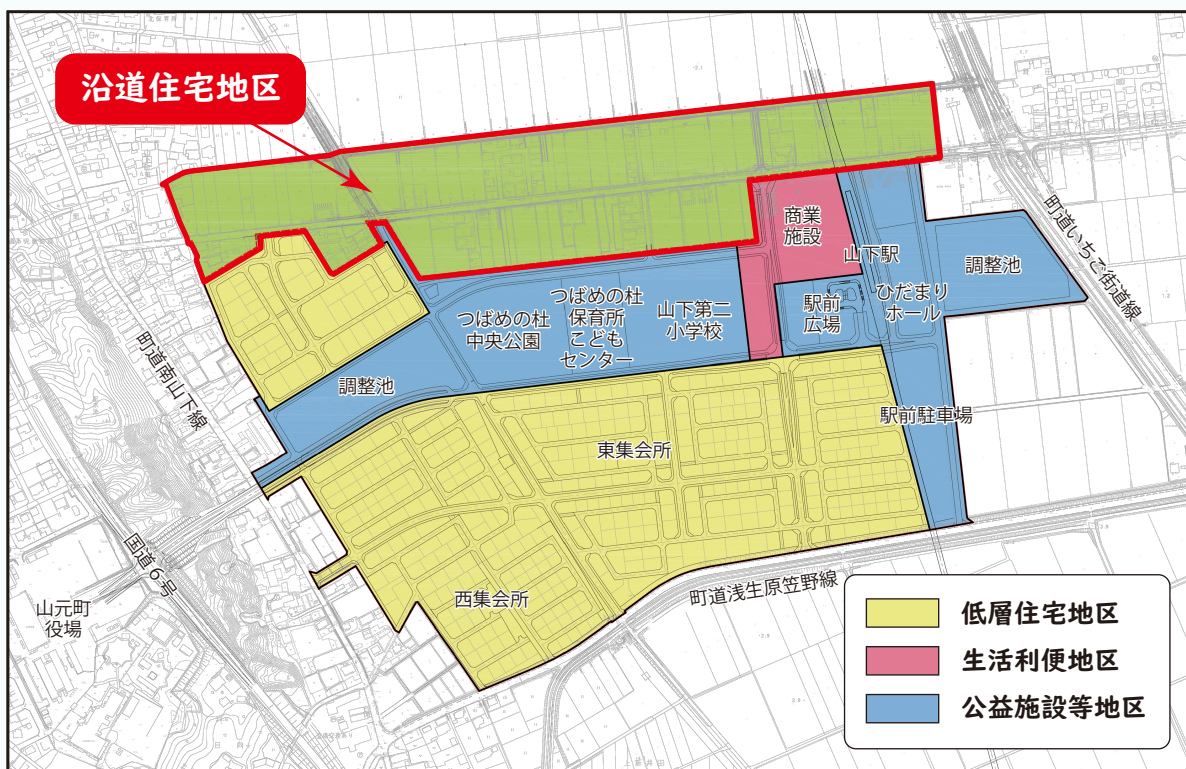 沿道住宅地区
商業
施設
山下駅
町道いちご街道線
調整池
ひだまり
ホール
駅前
広場
つばめの杜
中央公園
つばめの杜
保育所
こども
センター
山下第二
小学校
町道南山下線
調整池
駅前駐車場
東集会所
国道6号
西集会所
町道浅生原笠野線
山元町
役場
低層住宅地区
生活利便地区
公益施設等地区